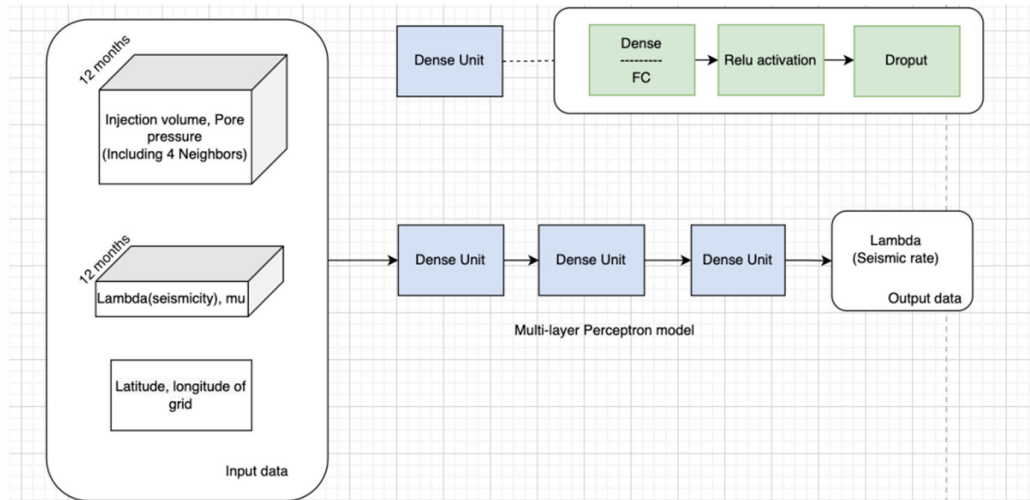 12 months
Injection volume, Pore
pressure
(Including 4 Neighbors)
12 months
Lambda(seismicity), mu
Latitude, longitude of
grid
Input data
Dense Unit
Dense
---------
FC
Relu activation
Droput
Dense Unit
Dense Unit
Dense Unit
Multi-layer Perceptron model
Lambda
(Seismic rate)
Output data